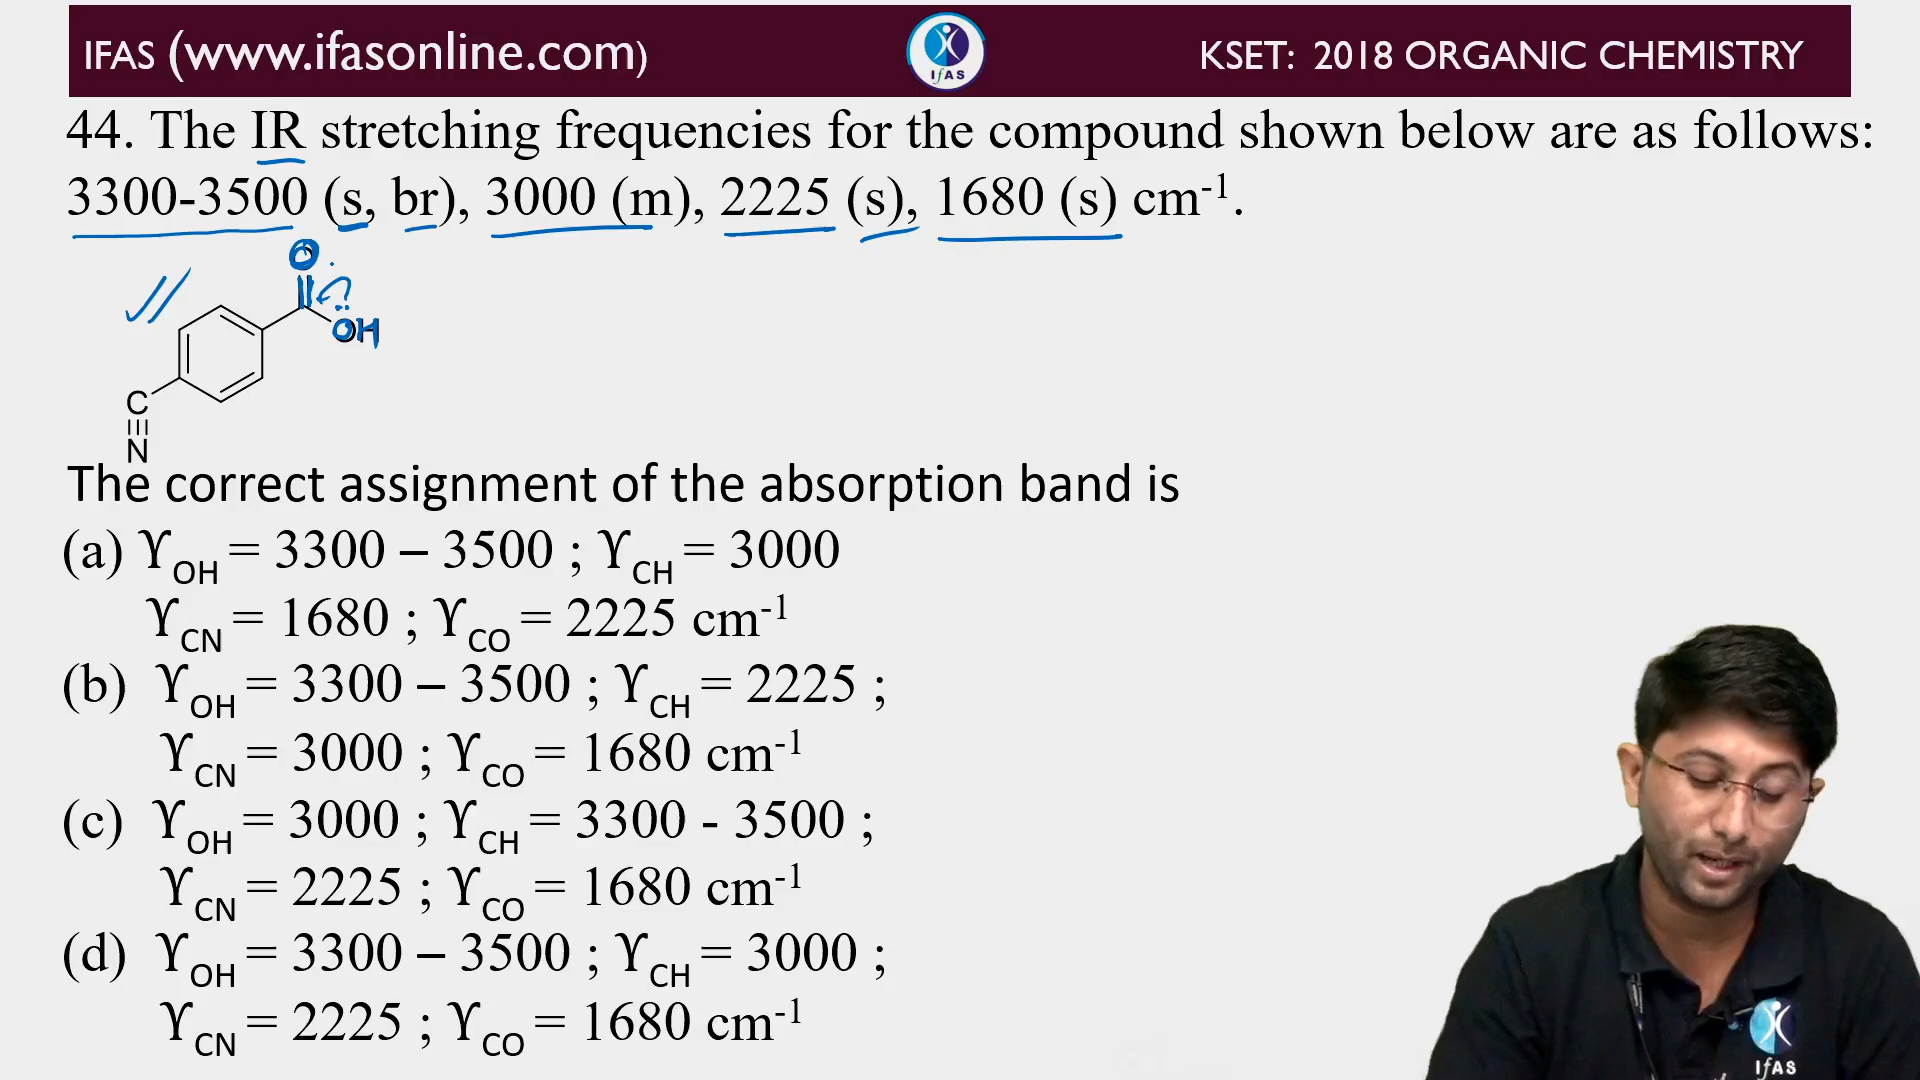 IFAS (www.ifasonline.com)
IfAS
KSET: 2018 ORGANIC CHEMISTRY
44. The IR stretching frequencies for the compound shown below are as follows:
3300-3500 (s, br), 3000 (m), 2225 (s), 1680 (s) cm⁻¹.
O
OH
C
N
The correct assignment of the absorption band is
(a) ϒOH = 3300 – 3500 ; ϒCH = 3000
ϒCN = 1680 ; ϒCO = 2225 cm⁻¹
(b) ϒOH = 3300 – 3500 ; ϒCH = 2225 ;
ϒCN = 3000 ; ϒCO = 1680 cm⁻¹
(c) ϒOH = 3000 ; ϒCH = 3300 - 3500 ;
ϒCN = 2225 ; ϒCO = 1680 cm⁻¹
(d) ϒOH = 3300 – 3500 ; ϒCH = 3000 ;
ϒCN = 2225 ; ϒCO = 1680 cm⁻¹
IfAS